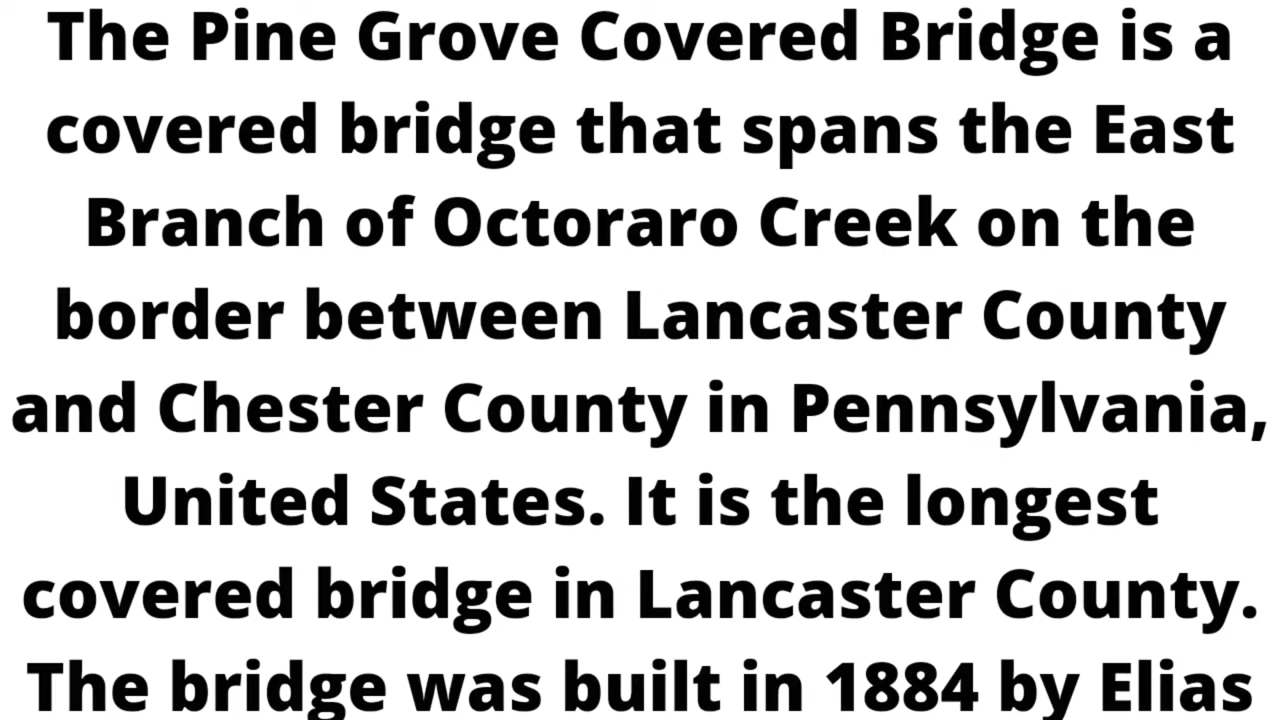 The Pine Grove Covered Bridge is a
covered bridge that spans the East
Branch of Octoraro Creek on the
border between Lancaster County
and Chester County in Pennsylvania,
United States. It is the longest
covered bridge in Lancaster County.
The bridge was built in 1884 by Elias